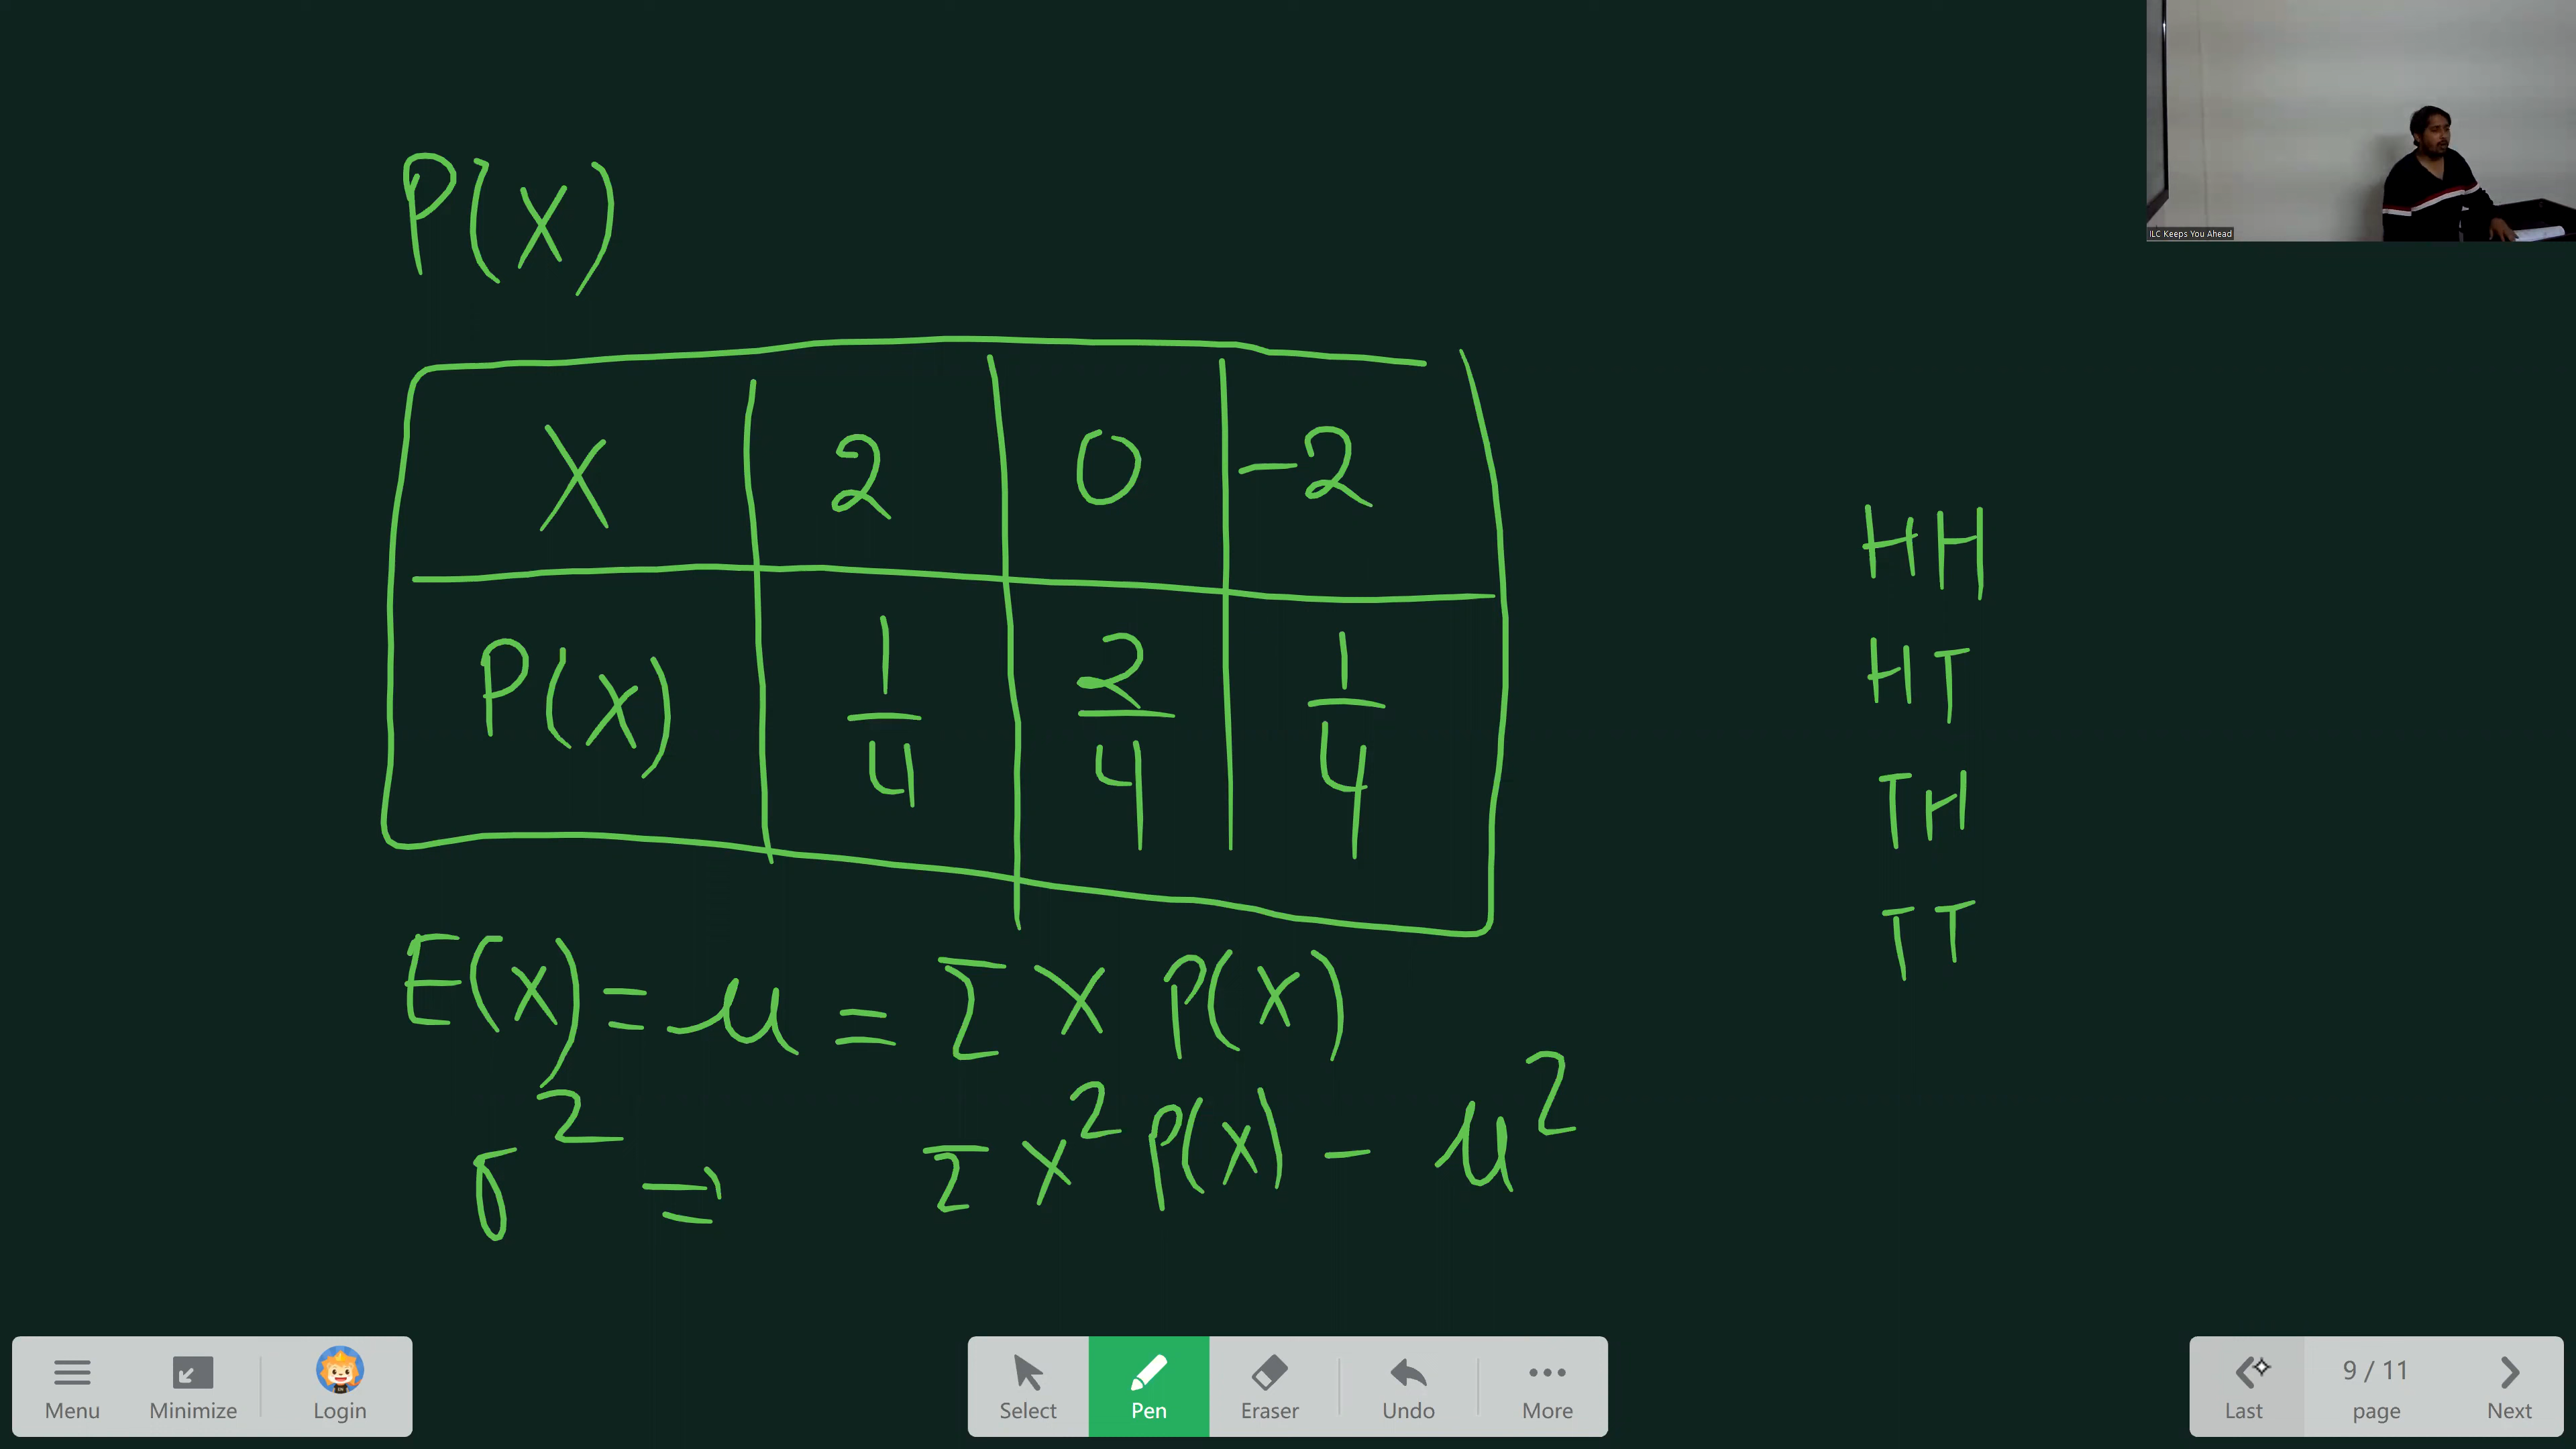 P(X)
X 2 0 -2
P(X) 1/4 2/4 1/4
HH
HT
TH
TT
E(X) = μ = Σ X P(X)
σ² = Σ X² P(X) - μ²
ILC Keeps You Ahead
Menu Minimize Login
Select Pen Eraser Undo More
Last 9 / 11 page Next